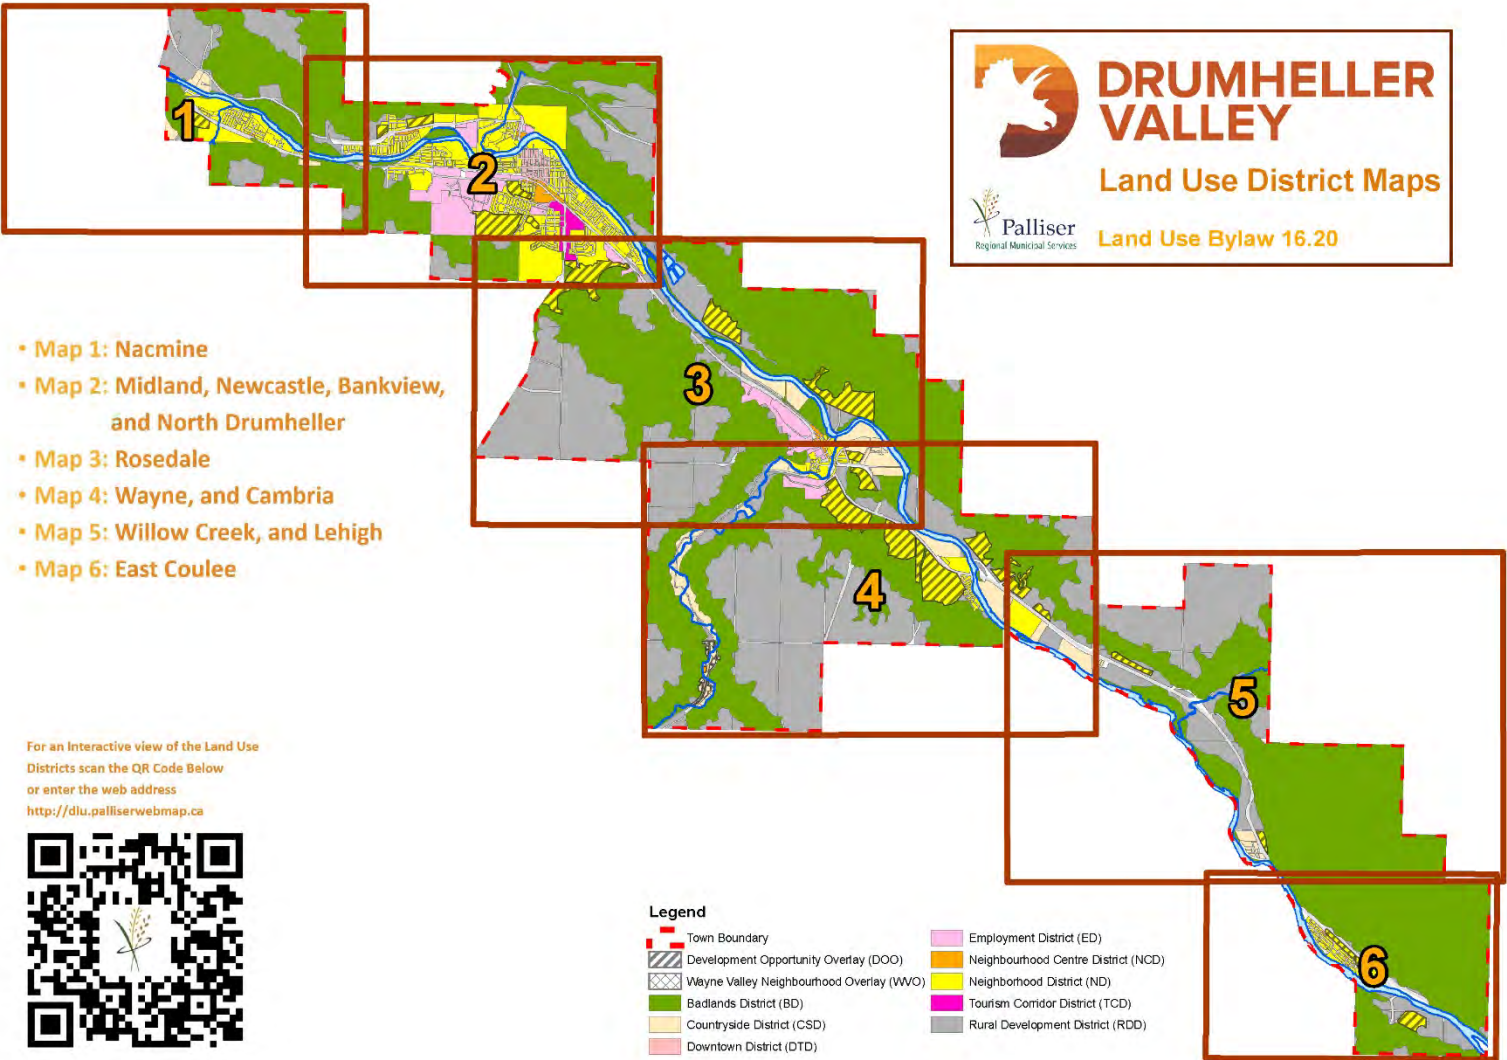 DRUMHELLER
VALLEY
Land Use District Maps
Palliser
Regional Municipal Services
Land Use Bylaw 16.20
1
2
3
4
5
6
• Map 1: Nacmine
• Map 2: Midland, Newcastle, Bankview,
and North Drumheller
• Map 3: Rosedale
• Map 4: Wayne, and Cambria
• Map 5: Willow Creek, and Lehigh
• Map 6: East Coulee
For an Interactive view of the Land Use
Districts scan the QR Code Below
or enter the web address
http://dlu.palliserwebmap.ca
Legend
Town Boundary
Development Opportunity Overlay (DOO)
Wayne Valley Neighbourhood Overlay (WVO)
Badlands District (BD)
Countryside District (CSD)
Downtown District (DTD)
Employment District (ED)
Neighbourhood Centre District (NCD)
Neighborhood District (ND)
Tourism Corridor District (TCD)
Rural Development District (RDD)